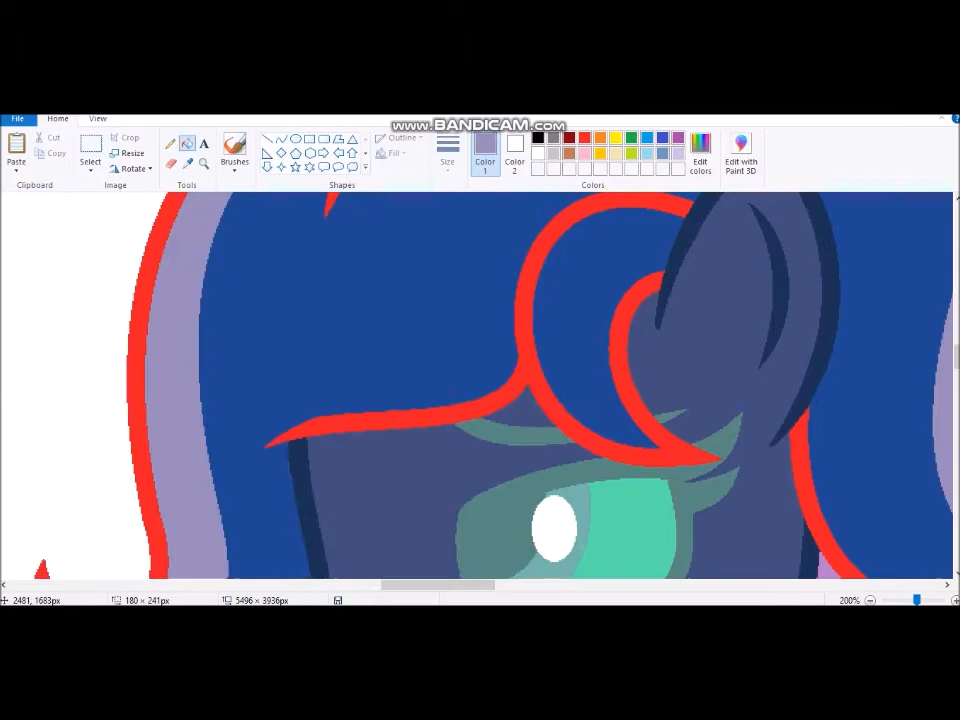 www.BANDICAM.com
File Home View
Cut
Copy
Paste
Clipboard
Crop
Resize
Rotate
Select
Image
A
Tools
Brushes
Outline
Fill
Shapes
Size
Color
1
Color
2
Colors
Edit
colors
Edit with
Paint 3D
2481, 1683px 180 × 241px 5496 × 3936px 200%